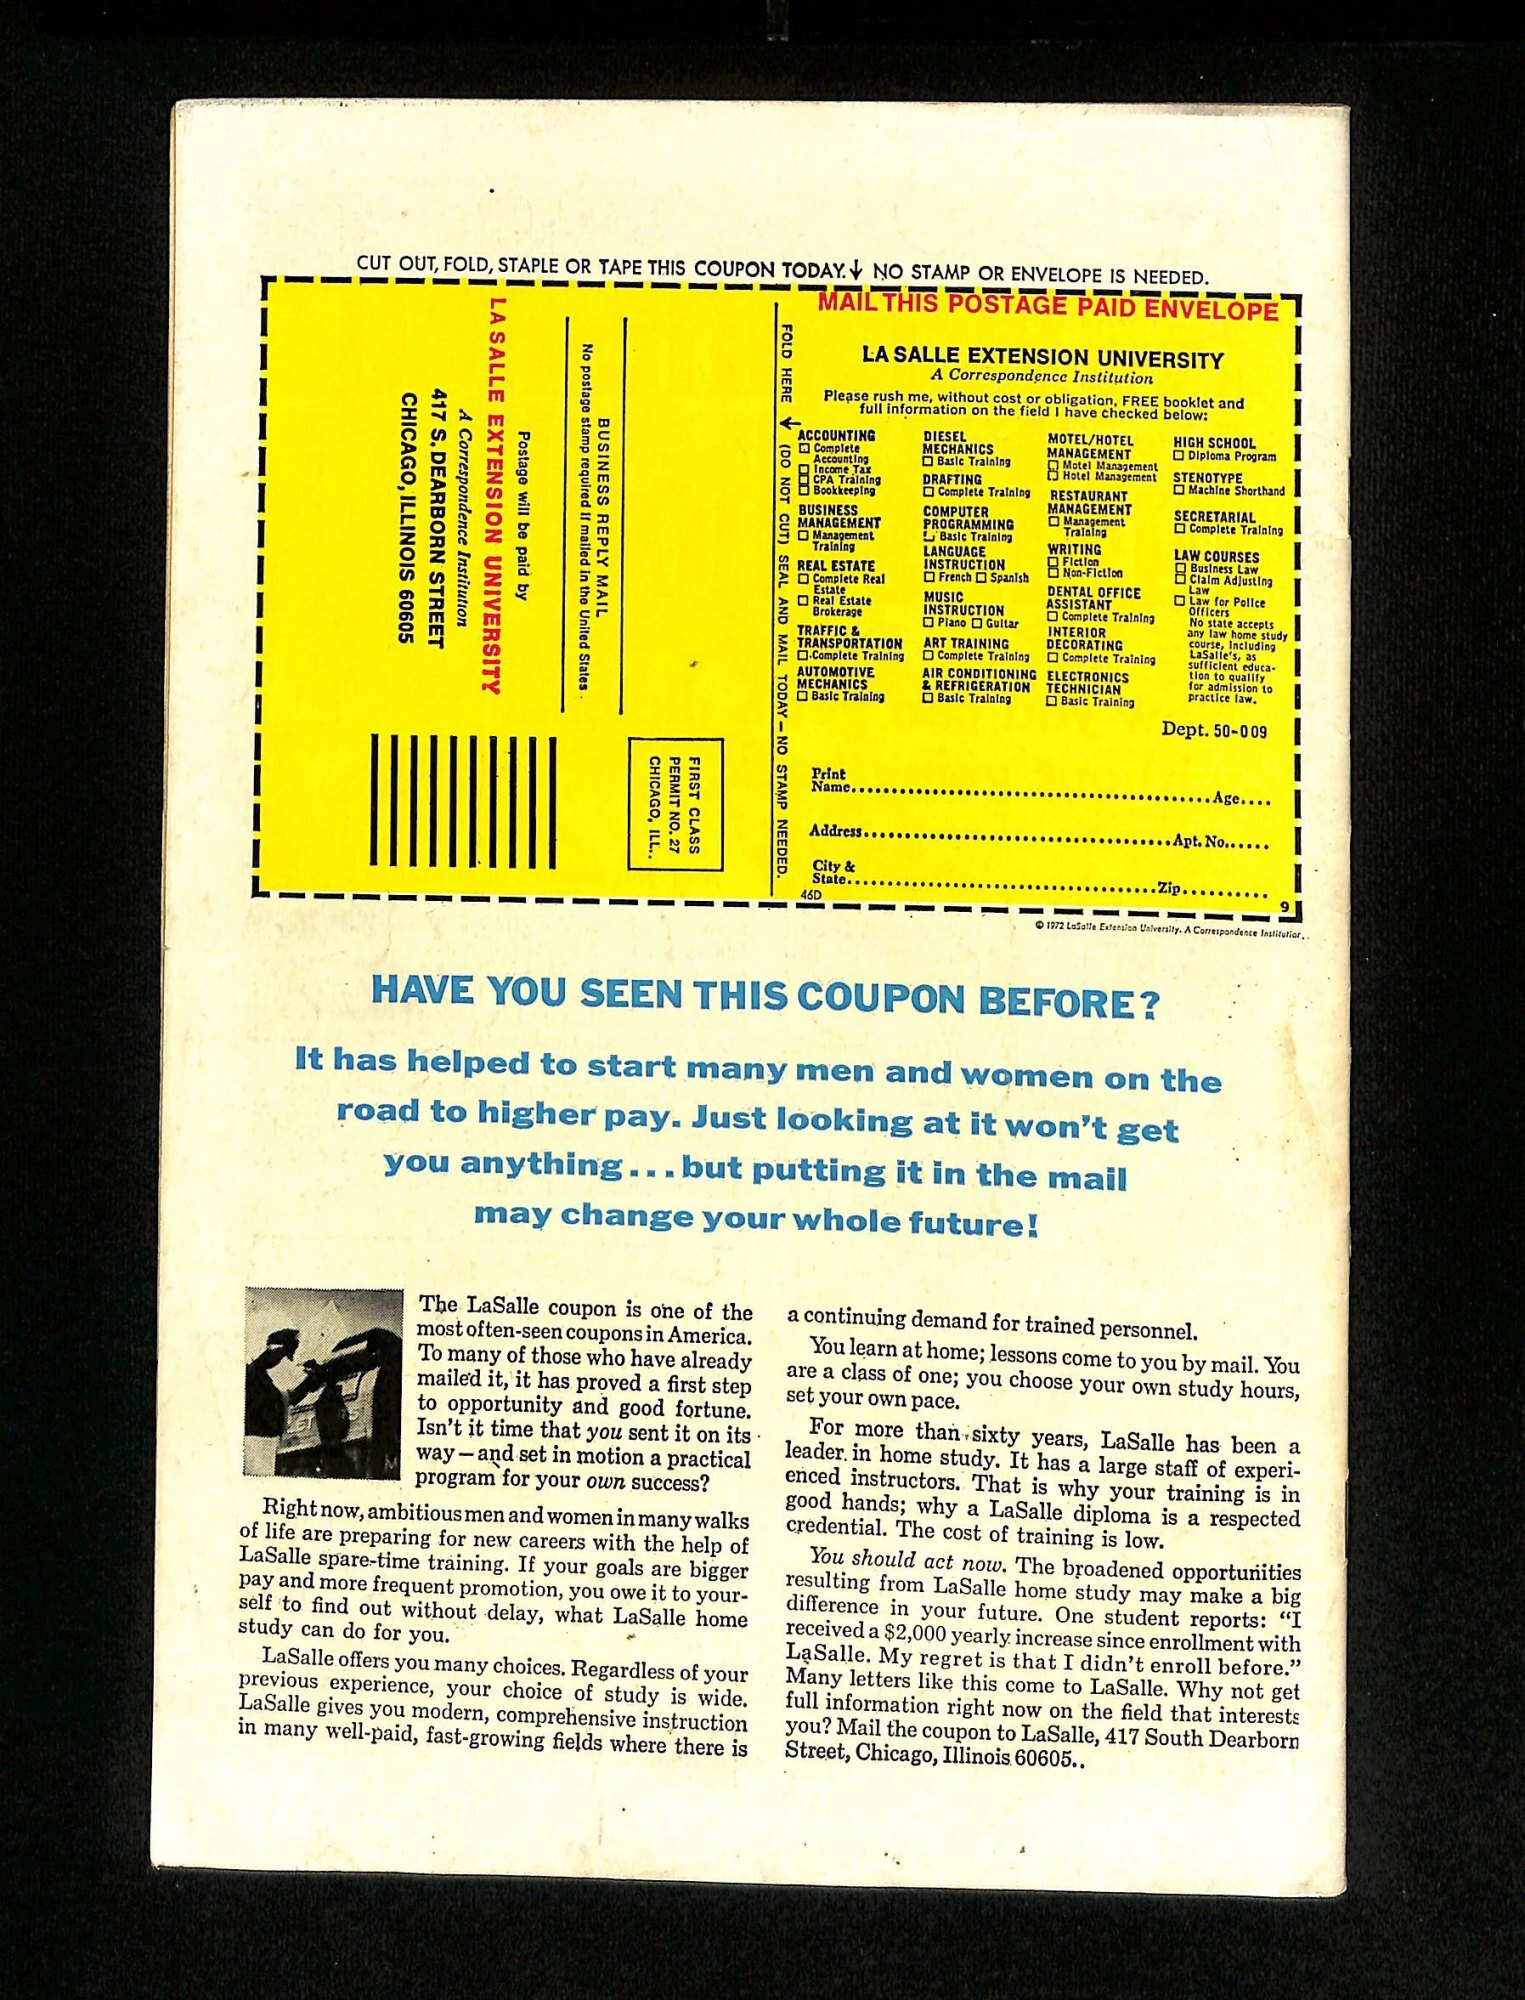 CUT OUT, FOLD, STAPLE OR TAPE THIS COUPON TODAY.↓ NO STAMP OR ENVELOPE IS NEEDED.
LA SALLE EXTENSION UNIVERSITY
A Correspondence Institution
417 S. DEARBORN STREET
CHICAGO, ILLINOIS 60605
Postage will be paid by
BUSINESS REPLY MAIL
No postage stamp required if mailed in the United States
FIRST CLASS
PERMIT NO. 27
CHICAGO, ILL..
FOLD HERE ↓ (DO NOT CUT) SEAL AND MAIL TODAY—NO STAMP NEEDED.
MAIL THIS POSTAGE PAID ENVELOPE
LA SALLE EXTENSION UNIVERSITY
A Correspondence Institution
Please rush me, without cost or obligation, FREE booklet and
full information on the field I have checked below:
ACCOUNTING
☐ Complete
Accounting
☐ Income Tax
☐ CPA Training
☐ Bookkeeping
BUSINESS
MANAGEMENT
☐ Management
Training
REAL ESTATE
☐ Complete Real
Estate
☐ Real Estate
Brokerage
TRAFFIC &
TRANSPORTATION
☐ Complete Training
AUTOMOTIVE
MECHANICS
☐ Basic Training
DIESEL
MECHANICS
☐ Basic Training
DRAFTING
☐ Complete Training
COMPUTER
PROGRAMMING
☐ Basic Training
LANGUAGE
INSTRUCTION
☐ French ☐ Spanish
MUSIC
INSTRUCTION
☐ Piano ☐ Guitar
ART TRAINING
☐ Complete Training
AIR CONDITIONING
& REFRIGERATION
☐ Basic Training
MOTEL/HOTEL
MANAGEMENT
☐ Motel Management
☐ Hotel Management
RESTAURANT
MANAGEMENT
☐ Management
Training
WRITING
☐ Fiction
☐ Non-Fiction
DENTAL OFFICE
ASSISTANT
☐ Complete Training
INTERIOR
DECORATING
☐ Complete Training
ELECTRONICS
TECHNICIAN
☐ Basic Training
HIGH SCHOOL
☐ Diploma Program
STENOTYPE
☐ Machine Shorthand
SECRETARIAL
☐ Complete Training
LAW COURSES
☐ Business Law
☐ Claim Adjusting
Law
☐ Law for Police
Officers
No state accepts
any law home study
course, including
LaSalle's, as
sufficient educa-
tion to qualify
for admission to
practice law.
Dept. 50-009
Print
Name........................................Age....
Address..................................Apt. No......
City &
State..................................Zip..........
46D
9
© 1972 LaSalle Extension University. A Correspondence Institution.
HAVE YOU SEEN THIS COUPON BEFORE?
It has helped to start many men and women on the
road to higher pay. Just looking at it won't get
you anything...but putting it in the mail
may change your whole future!
The LaSalle coupon is one of the
most often-seen coupons in America.
To many of those who have already
mailed it, it has proved a first step
to opportunity and good fortune.
Isn't it time that you sent it on its
way—and set in motion a practical
program for your own success?
Right now, ambitious men and women in many walks
of life are preparing for new careers with the help of
LaSalle spare-time training. If your goals are bigger
pay and more frequent promotion, you owe it to your-
self to find out without delay, what LaSalle home
study can do for you.
LaSalle offers you many choices. Regardless of your
previous experience, your choice of study is wide.
LaSalle gives you modern, comprehensive instruction
in many well-paid, fast-growing fields where there is
a continuing demand for trained personnel.
You learn at home; lessons come to you by mail. You
are a class of one; you choose your own study hours,
set your own pace.
For more than sixty years, LaSalle has been a
leader in home study. It has a large staff of experi-
enced instructors. That is why your training is in
good hands; why a LaSalle diploma is a respected
credential. The cost of training is low.
You should act now. The broadened opportunities
resulting from LaSalle home study may make a big
difference in your future. One student reports: "I
received a $2,000 yearly increase since enrollment with
LaSalle. My regret is that I didn't enroll before."
Many letters like this come to LaSalle. Why not get
full information right now on the field that interests
you? Mail the coupon to LaSalle, 417 South Dearborn
Street, Chicago, Illinois 60605..